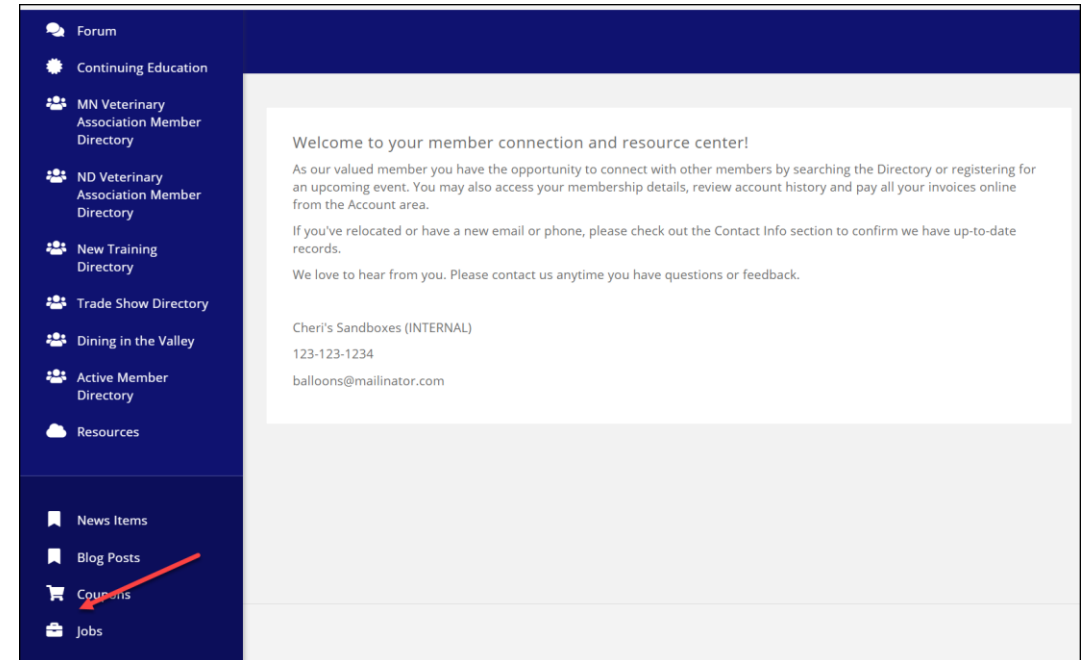 Forum
Continuing Education
MN Veterinary
Association Member
Directory
ND Veterinary
Association Member
Directory
New Training
Directory
Trade Show Directory
Dining in the Valley
Active Member
Directory
Resources
News Items
Blog Posts
Coupons
Jobs
Welcome to your member connection and resource center!
As our valued member you have the opportunity to connect with other members by searching the Directory or registering for
an upcoming event. You may also access your membership details, review account history and pay all your invoices online
from the Account area.
If you've relocated or have a new email or phone, please check out the Contact Info section to confirm we have up-to-date
records.
We love to hear from you. Please contact us anytime you have questions or feedback.
Cheri's Sandboxes (INTERNAL)
123-123-1234
balloons@mailinator.com